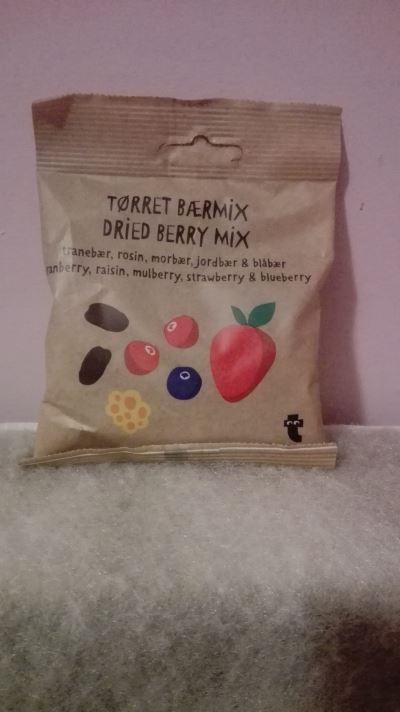 TØRRET BÆRMIX
DRIED BERRY MIX
tranebær, rosin, morbær, jordbær & blåbær
ranberry, raisin, mulberry, strawberry & blueberry
t